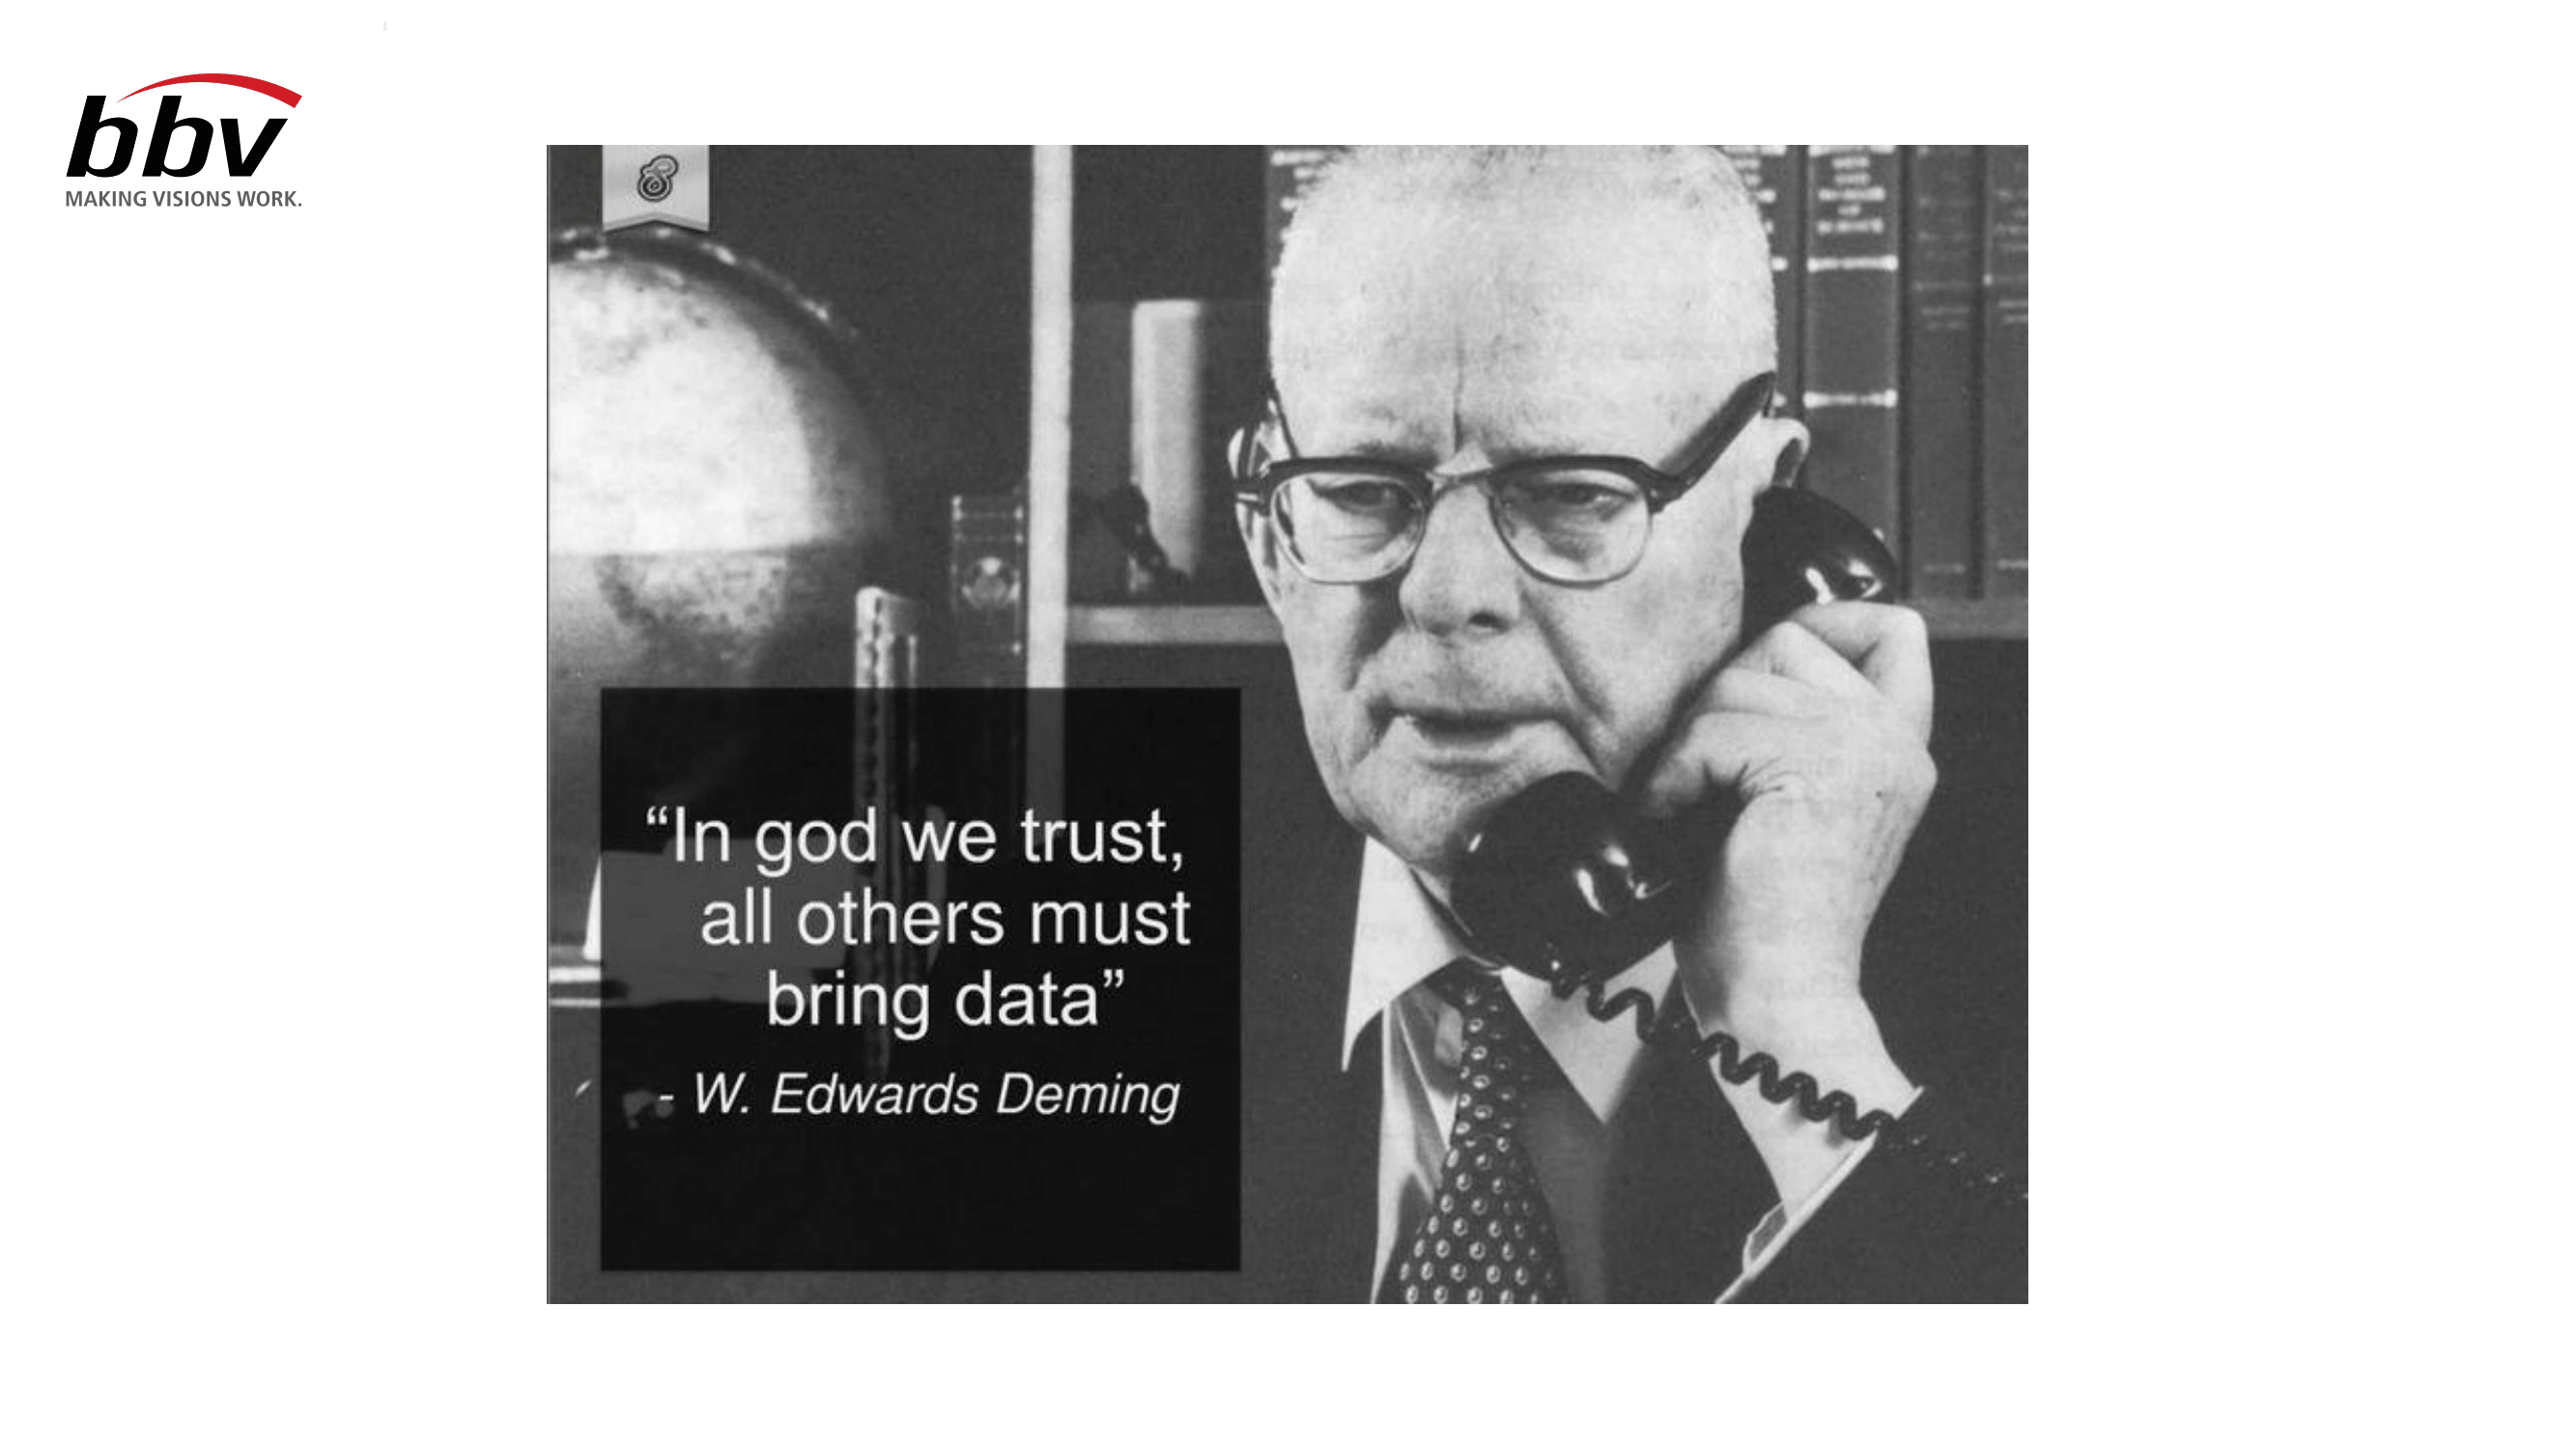 bbv
MAKING VISIONS WORK.
“In god we trust,
all others must
bring data”
- W. Edwards Deming